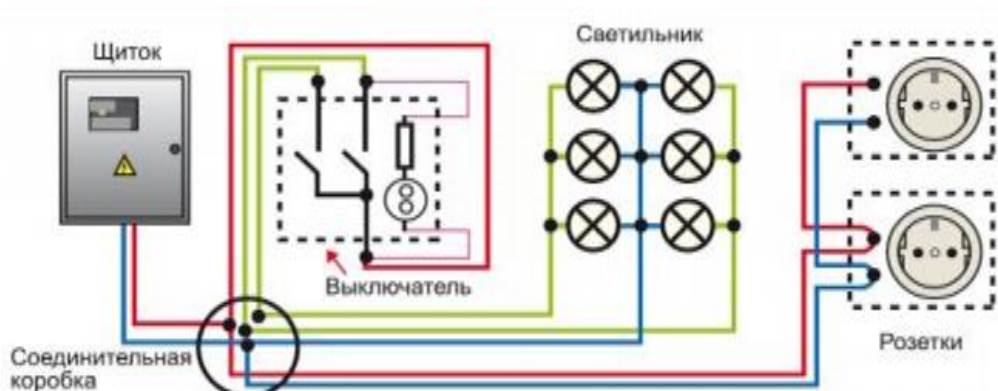 Щиток
Светильник
Выключатель
Соединительная
коробка
Розетки